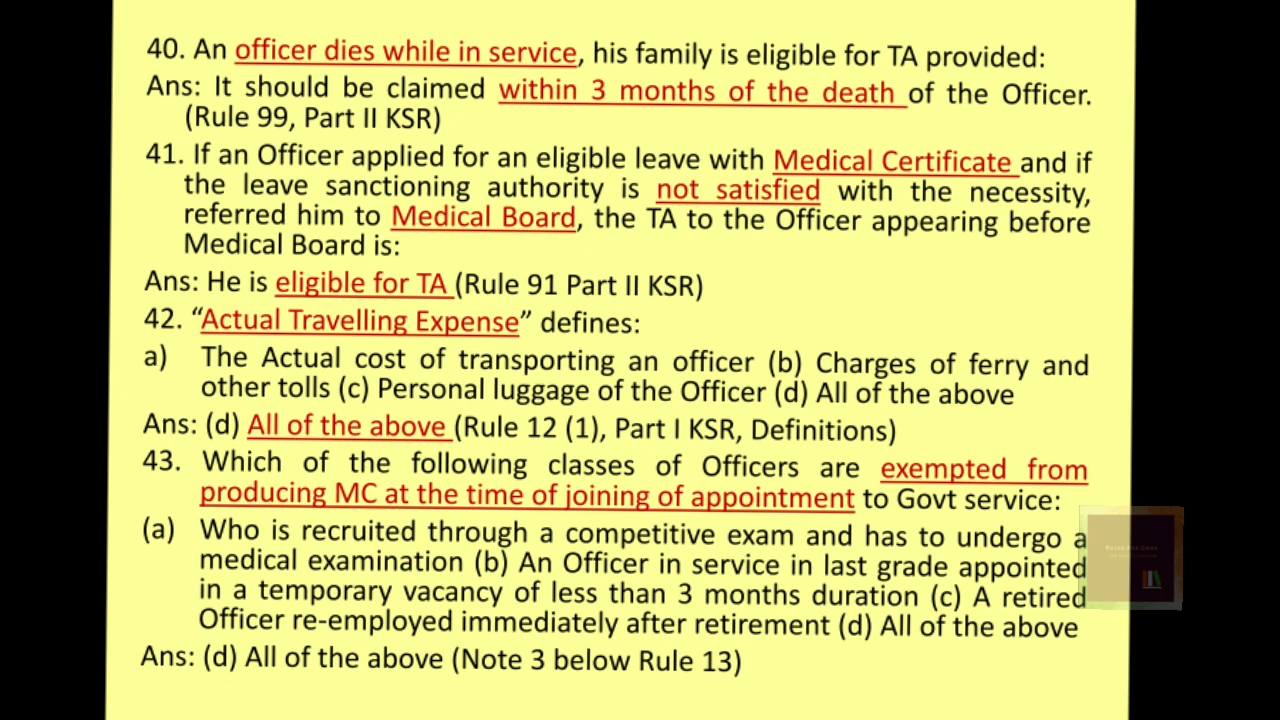 40. An officer dies while in service, his family is eligible for TA provided:
Ans: It should be claimed within 3 months of the death of the Officer.
(Rule 99, Part II KSR)
41. If an Officer applied for an eligible leave with Medical Certificate and if
the leave sanctioning authority is not satisfied with the necessity,
referred him to Medical Board, the TA to the Officer appearing before
Medical Board is:
Ans: He is eligible for TA (Rule 91 Part II KSR)
42. “Actual Travelling Expense” defines:
a) The Actual cost of transporting an officer (b) Charges of ferry and
other tolls (c) Personal luggage of the Officer (d) All of the above
Ans: (d) All of the above (Rule 12 (1), Part I KSR, Definitions)
43. Which of the following classes of Officers are exempted from
producing MC at the time of joining of appointment to Govt service:
(a) Who is recruited through a competitive exam and has to undergo a
medical examination (b) An Officer in service in last grade appointed
in a temporary vacancy of less than 3 months duration (c) A retired
Officer re-employed immediately after retirement (d) All of the above
Ans: (d) All of the above (Note 3 below Rule 13)